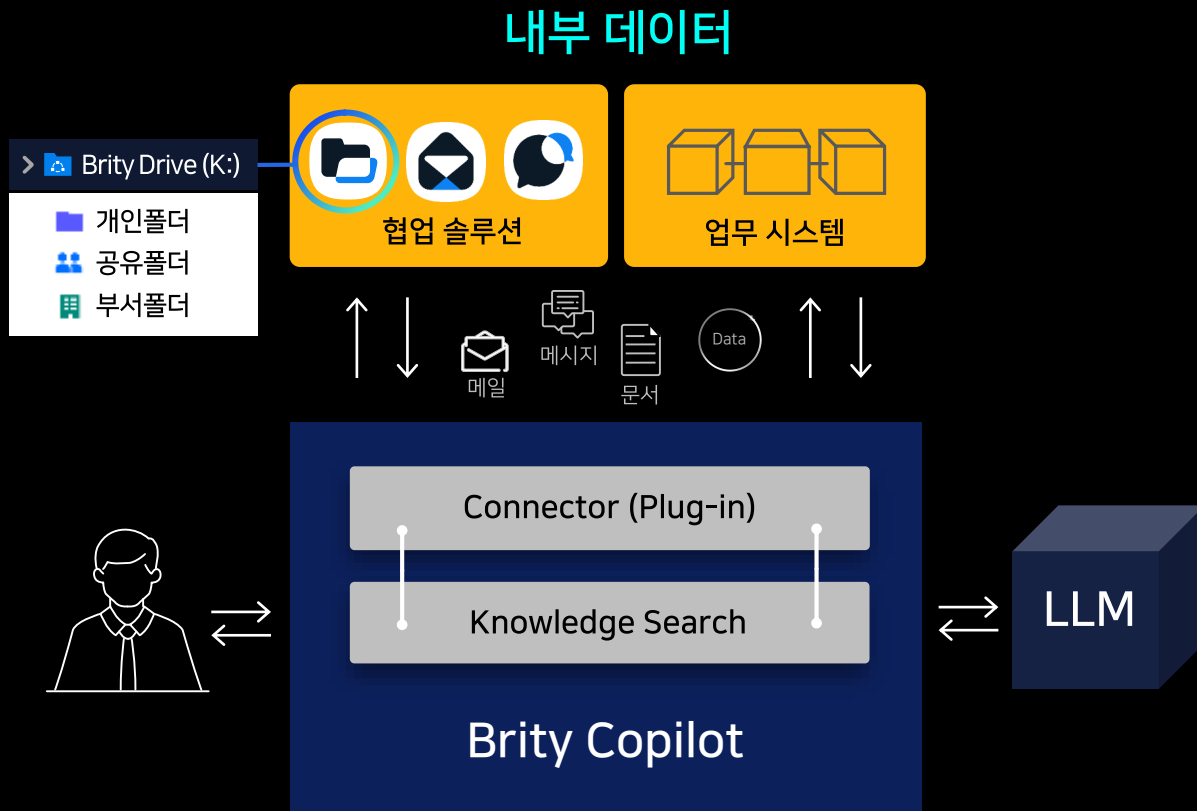 내부 데이터
Brity Drive (K:)
개인폴더
공유폴더
부서폴더
협업 솔루션
업무 시스템
메일
메시지
문서
Data
Connector (Plug-in)
Knowledge Search
Brity Copilot
LLM